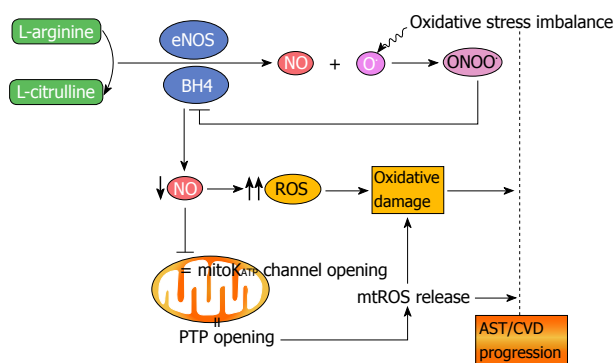 Oxidative stress imbalance
L-arginine
eNOS
NO + O⁻ ONOO⁻
BH4
L-citrulline
NO ROS
Oxidative
damage
= mitoKATP channel opening
=
PTP opening
mtROS release
AST/CVD
progression